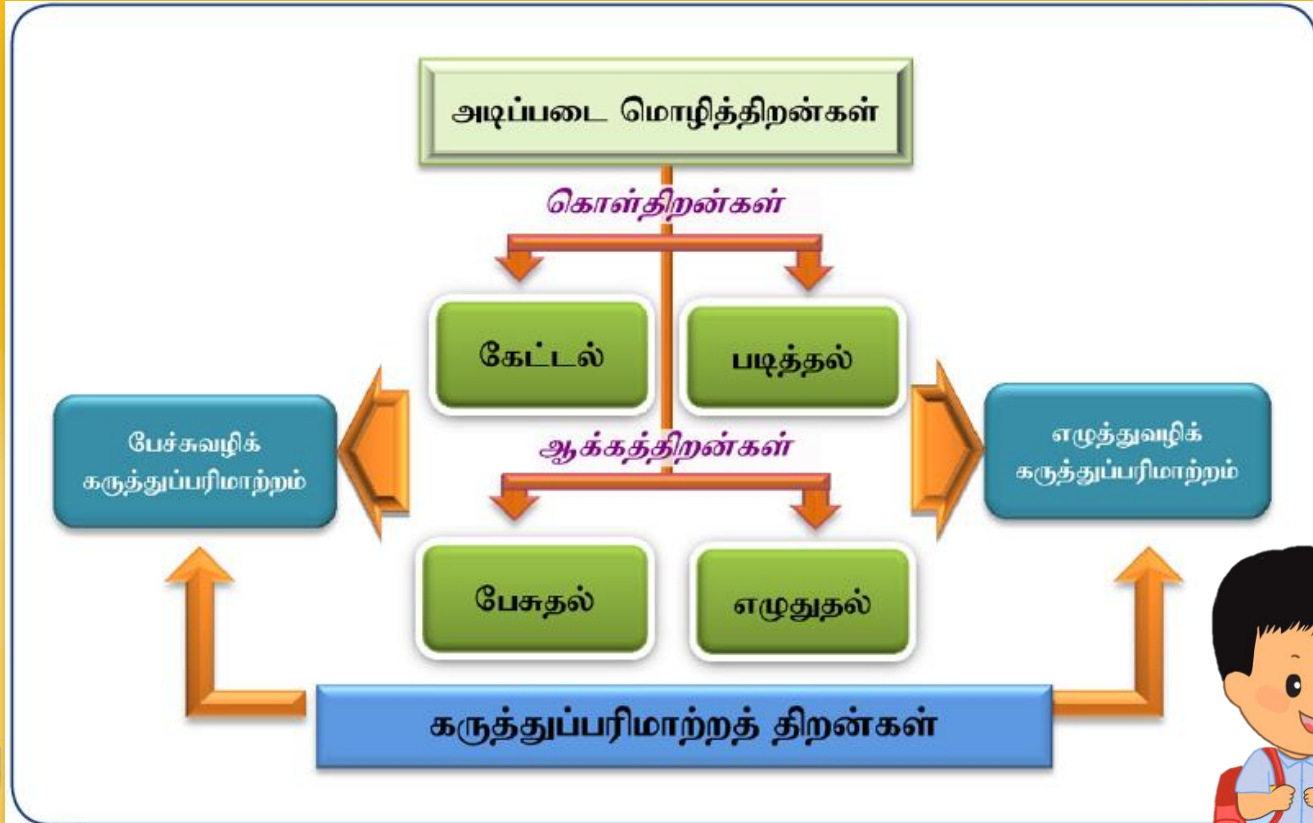 அடிப்படை மொழித்திறன்கள்
கொள்திறன்கள்
கேட்டல்
படித்தல்
பேச்சுவழிக்
கருத்துப்பரிமாற்றம்
எழுத்துவழிக்
கருத்துப்பரிமாற்றம்
ஆக்கத்திறன்கள்
பேசுதல்
எழுதுதல்
கருத்துப்பரிமாற்றத் திறன்கள்